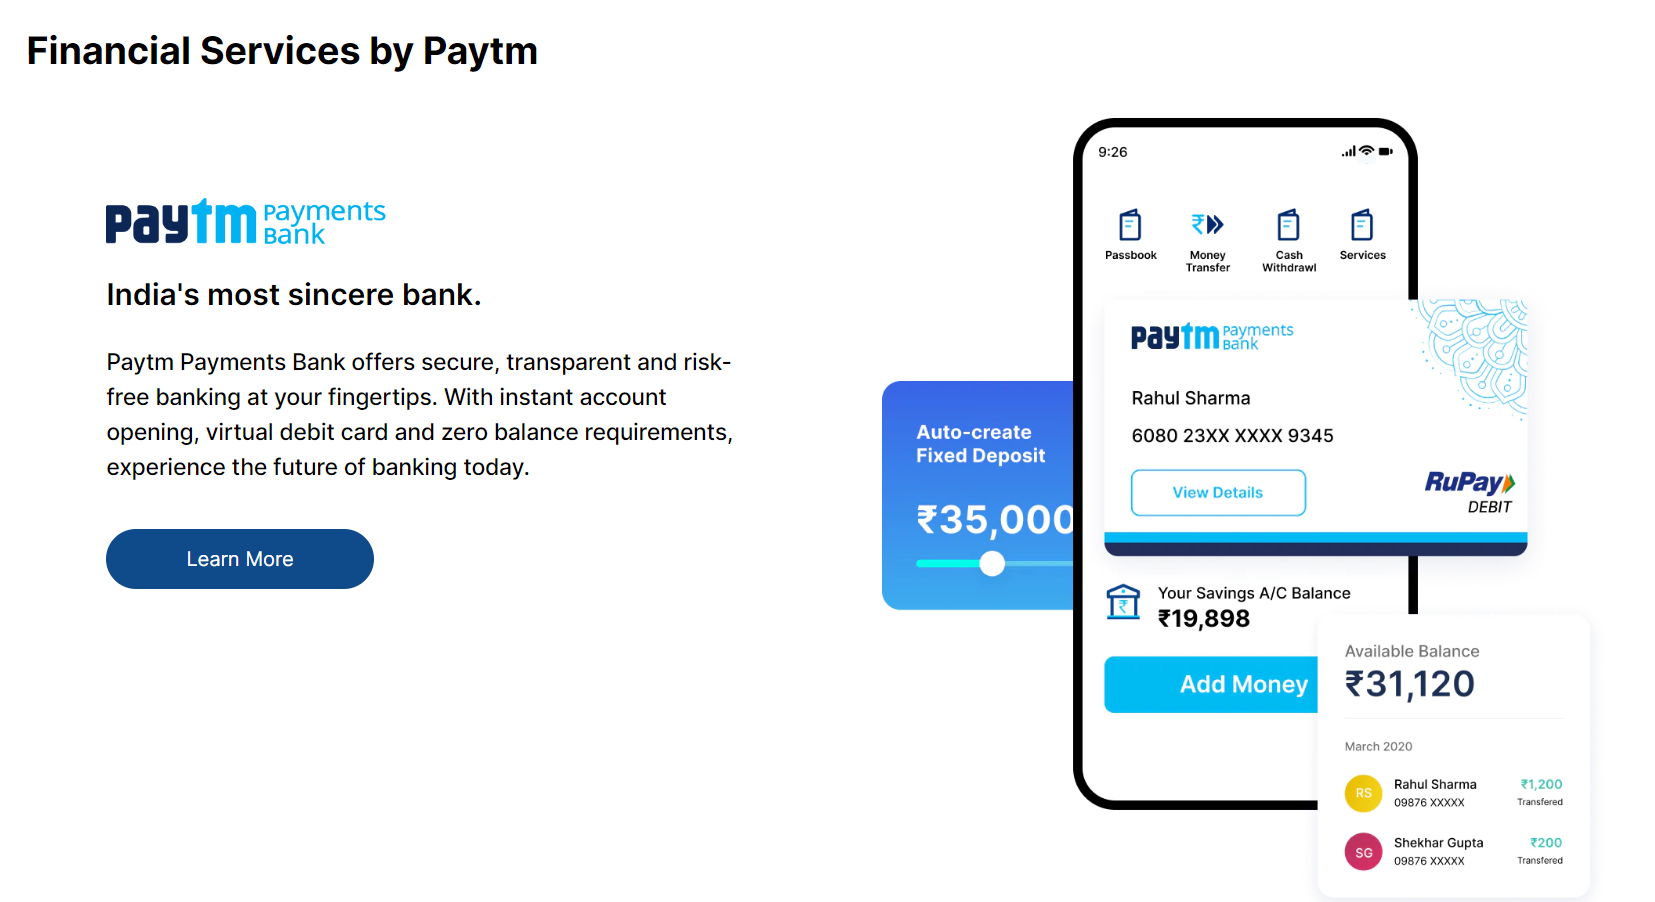 Financial Services by Paytm
paytm Payments Bank
India's most sincere bank.
Paytm Payments Bank offers secure, transparent and risk-
free banking at your fingertips. With instant account
opening, virtual debit card and zero balance requirements,
experience the future of banking today.
Learn More
Auto-create
Fixed Deposit
₹35,000
9:26
Passbook
Money
Transfer
Cash
Withdrawl
Services
paytm Payments Bank
Rahul Sharma
6080 23XX XXXX 9345
View Details
RuPay
DEBIT
Your Savings A/C Balance
₹19,898
Add Money
Available Balance
₹31,120
March 2020
RS
Rahul Sharma
₹1,200
09876 XXXXX
Transfered
SG
Shekhar Gupta
₹200
09876 XXXXX
Transfered